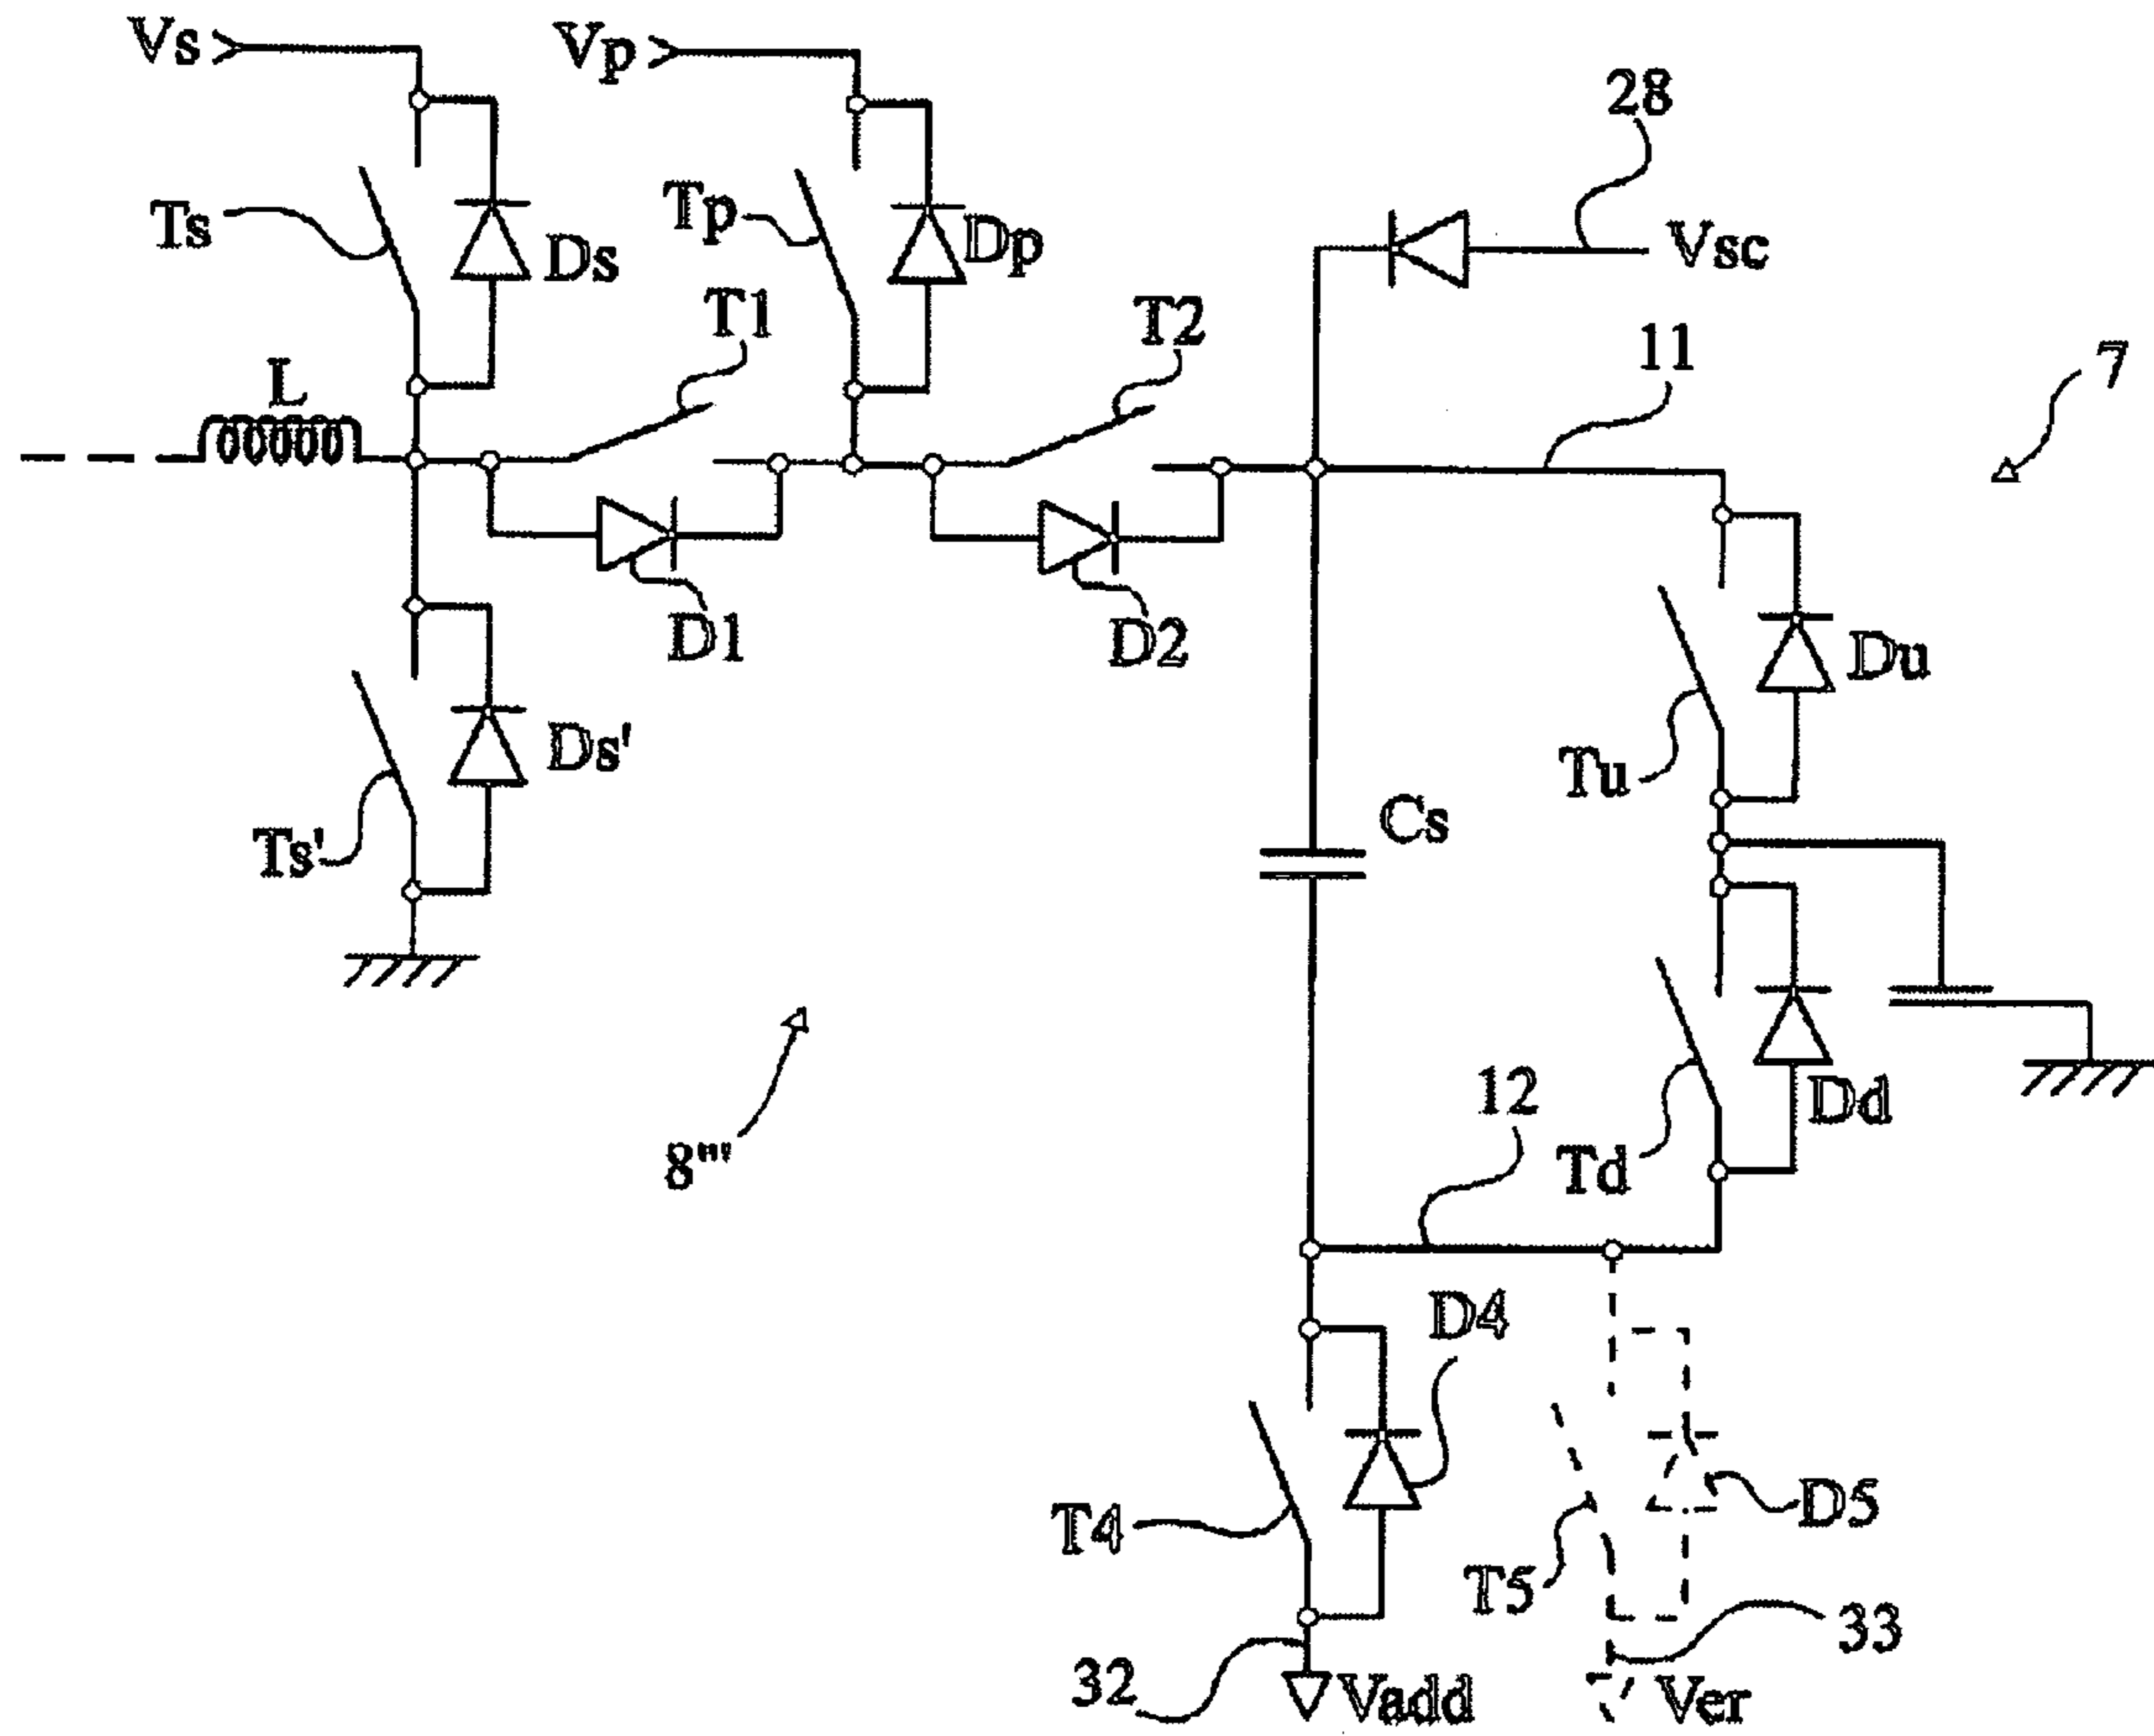 Vs
Vp
28
Ts
Tp
Ds
Dp
Vsc
T1
T2
11
7
L
D1
D2
Du
Ds'
Tu
Ts'
Cs
12
Dd
8'''
Td
D4
T4
D5
T5
33
32
Vadd
Ver